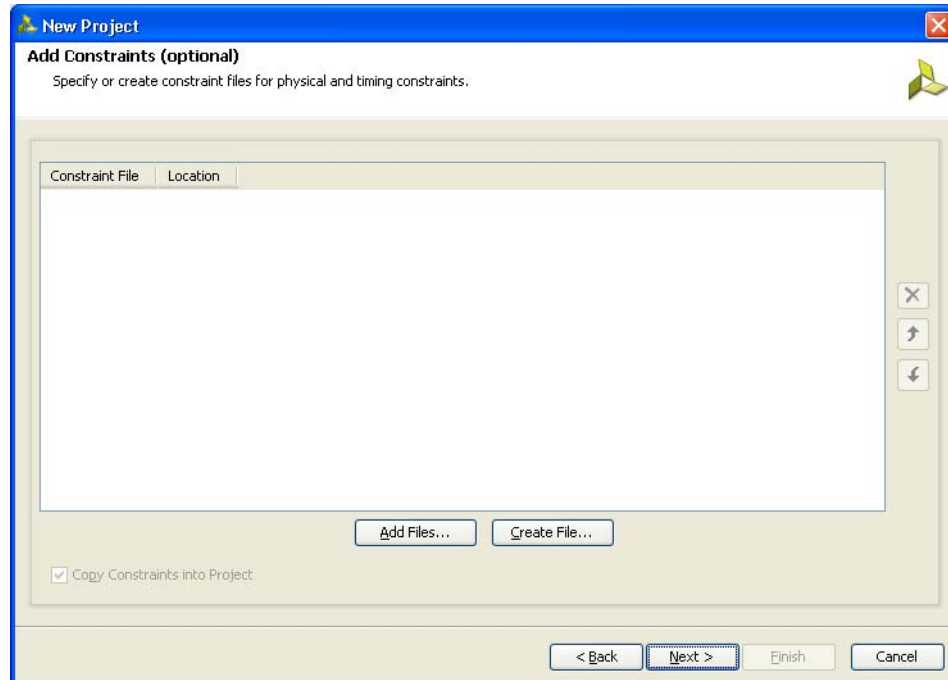 New Project
Add Constraints (optional)
Specify or create constraint files for physical and timing constraints.
Constraint File Location
Add Files... Create File...
Copy Constraints into Project
< Back Next > Finish Cancel